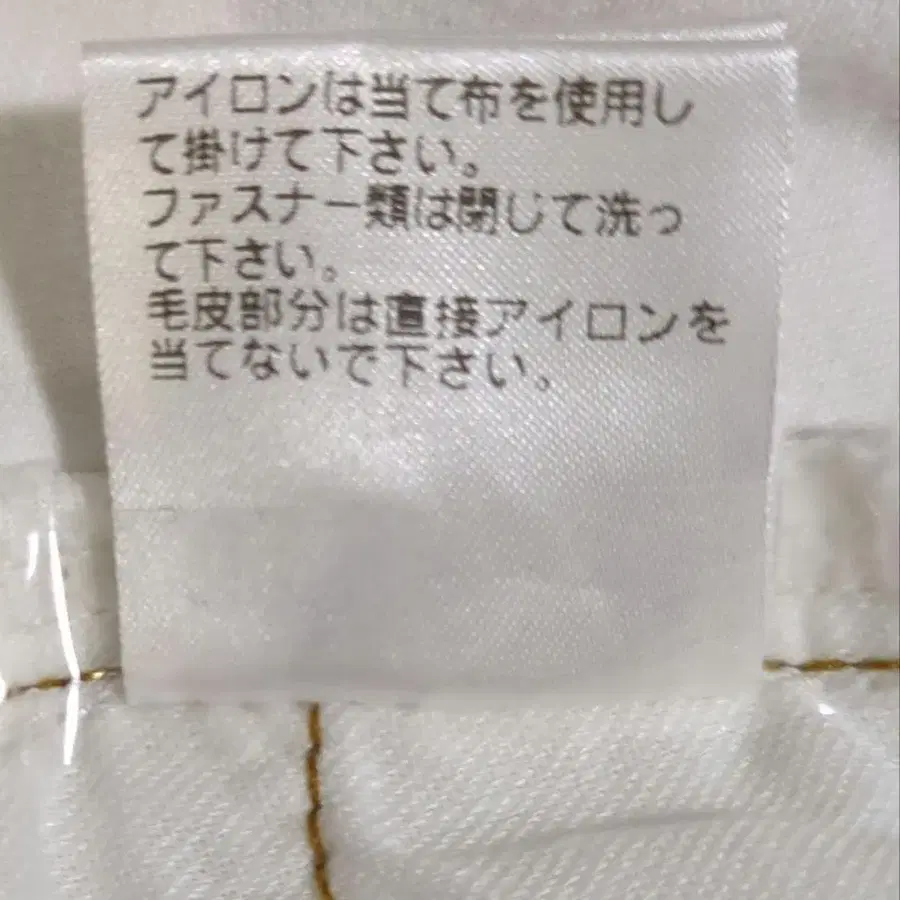 アイロンは当て布を使用し
て掛けて下さい。
ファスナー類は閉じて洗っ
て下さい。
毛皮部分は直接アイロンを
当てないで下さい。